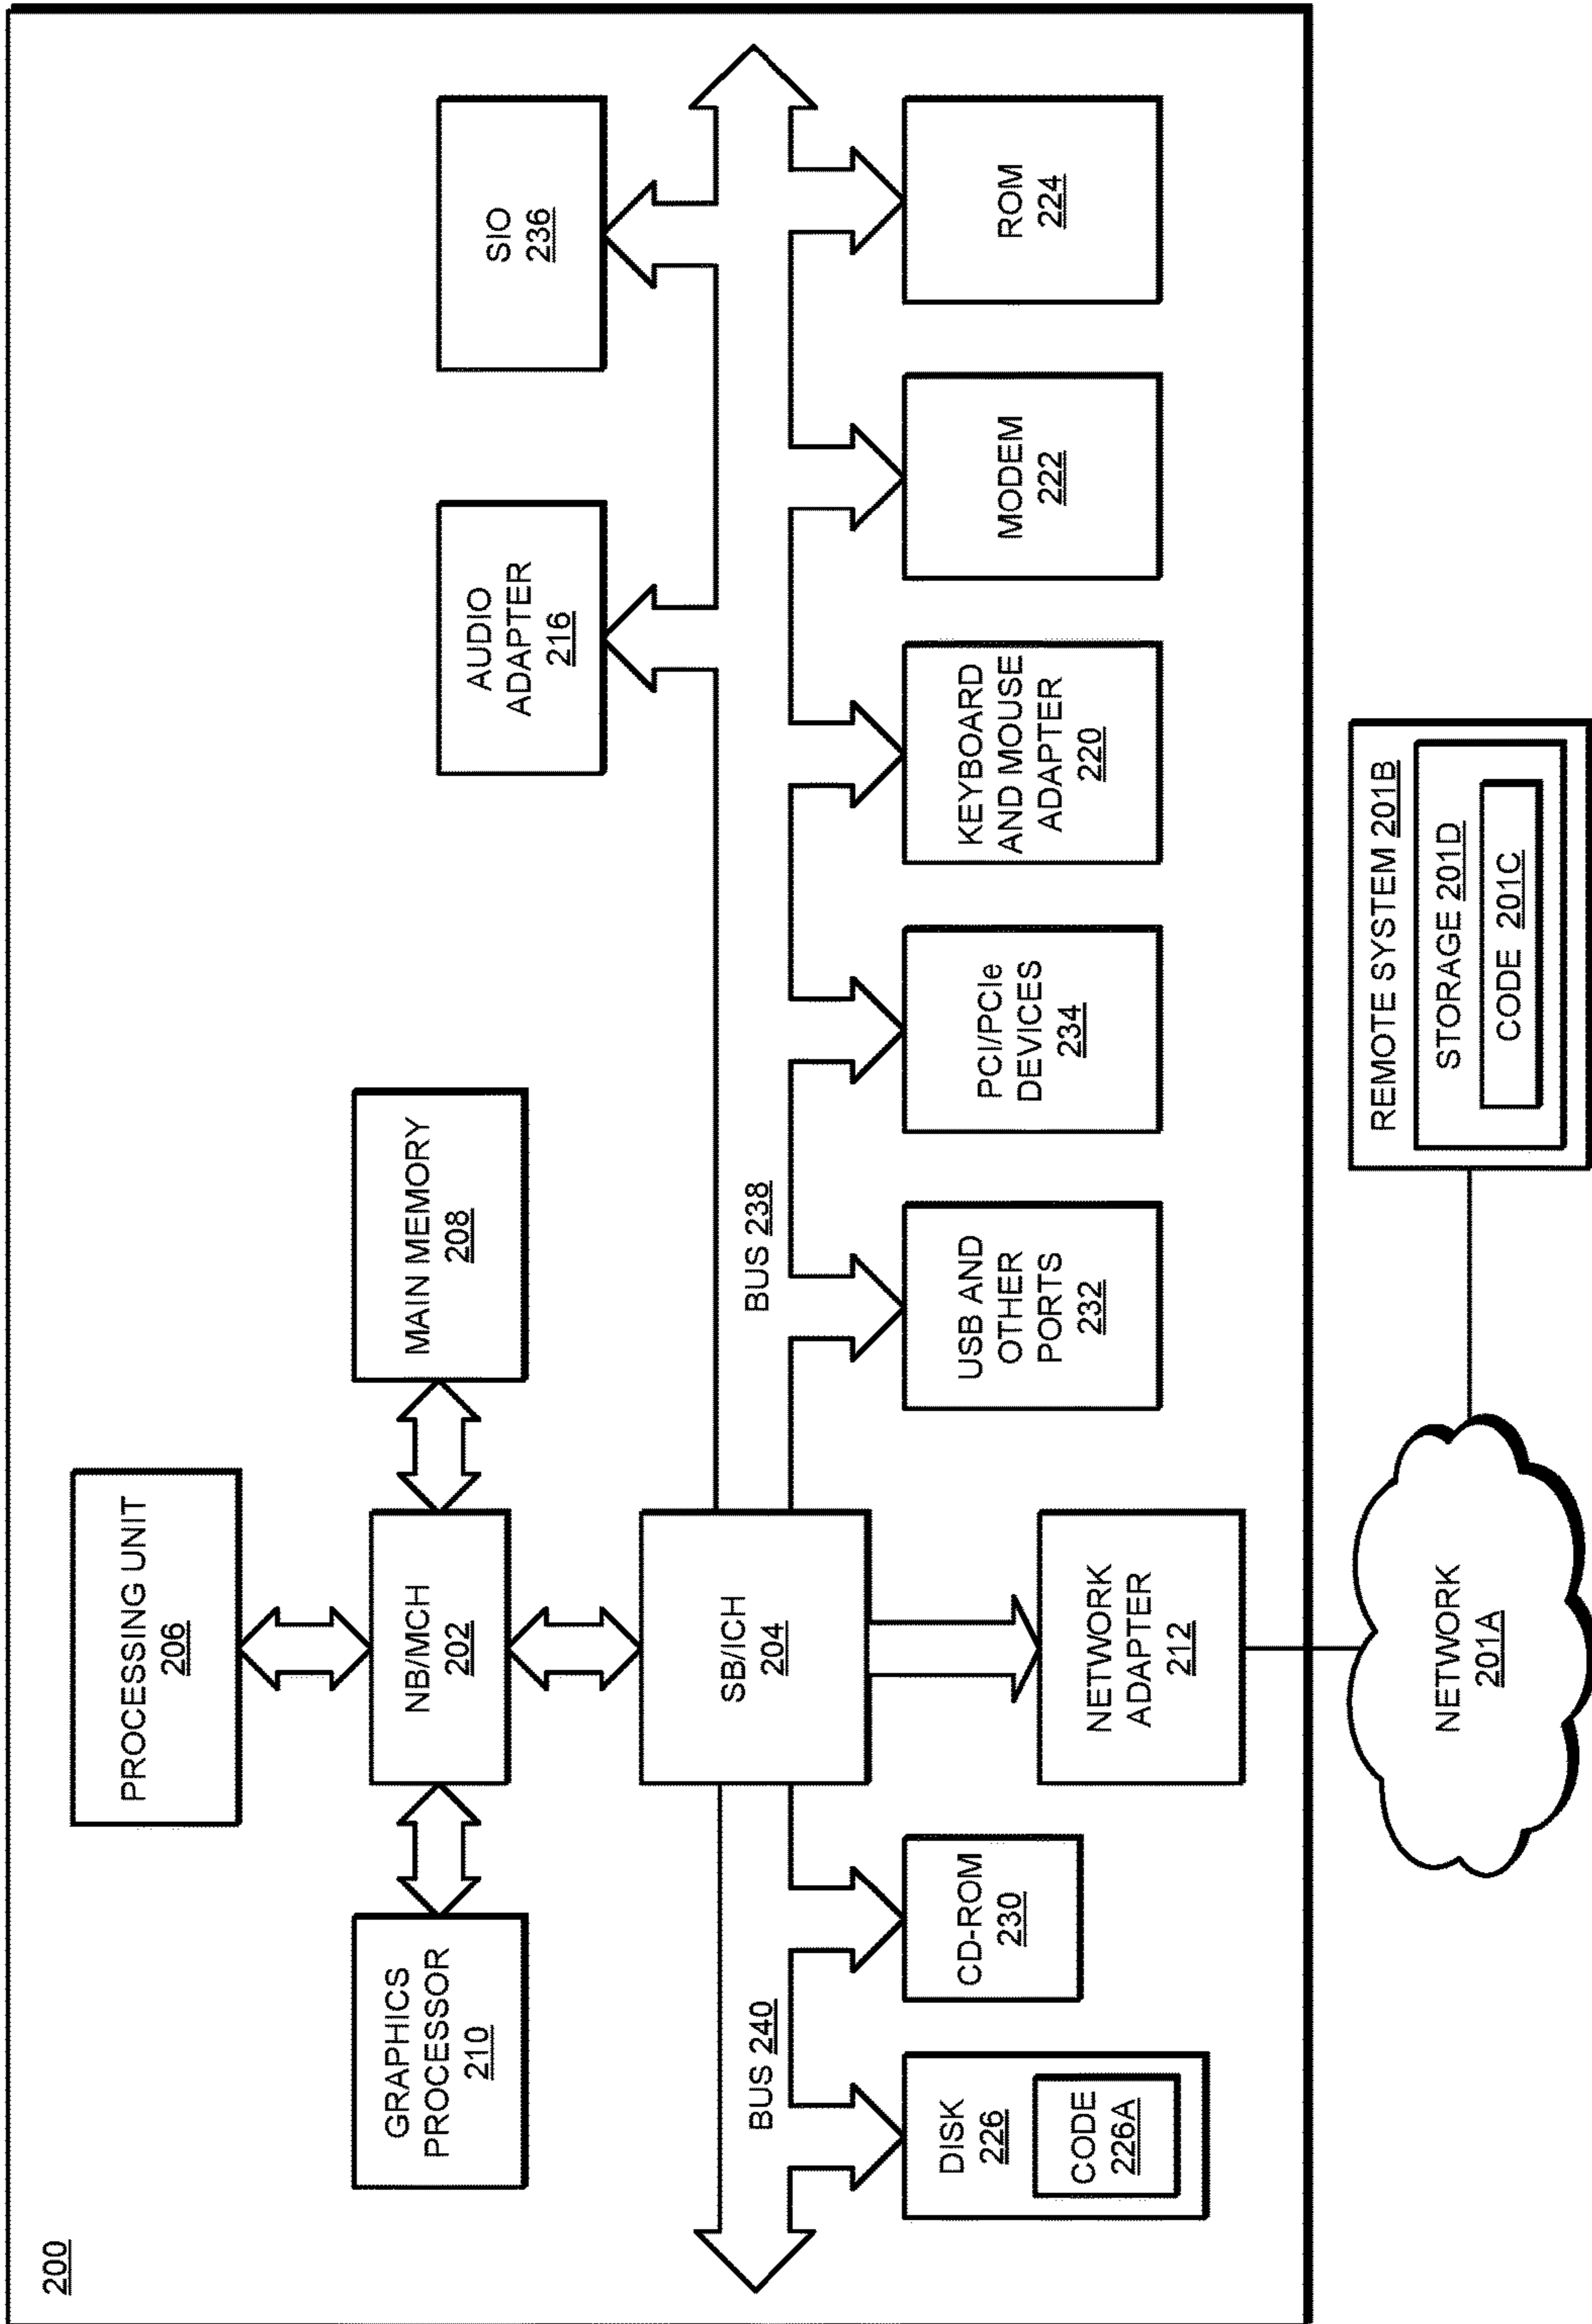 200
PROCESSING UNIT
206
GRAPHICS
PROCESSOR
210
NB/MCH
202
MAIN MEMORY
208
AUDIO
ADAPTER
216
SIO
236
SB/ICH
204
BUS 240
BUS 238
DISK
226
CODE
226A
CD-ROM
230
NETWORK
ADAPTER
212
USB AND
OTHER
PORTS
232
PCI/PCIe
DEVICES
234
KEYBOARD
AND MOUSE
ADAPTER
220
MODEM
222
ROM
224
NETWORK
201A
REMOTE SYSTEM 201B
STORAGE 201D
CODE 201C